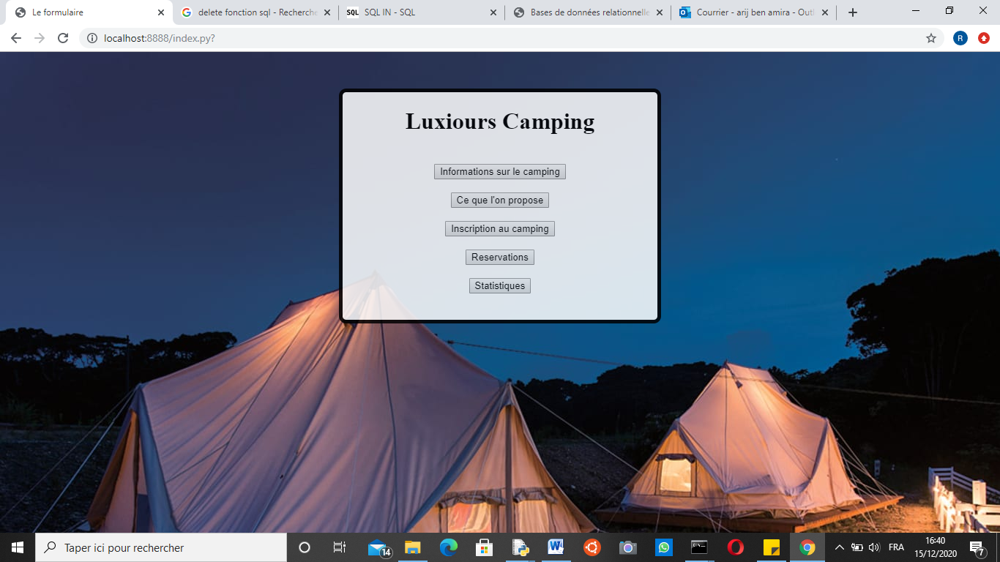 Le formulaire
delete fonction sql - Recherche
SQL
SQL IN - SQL
Bases de données relationnelle
Courrier - arij ben amira - Outl
localhost:8888/index.py?
R
Luxiours Camping
Informations sur le camping
Ce que l'on propose
Inscription au camping
Reservations
Statistiques
Taper ici pour rechercher
14
FRA
16:40
15/12/2020
7